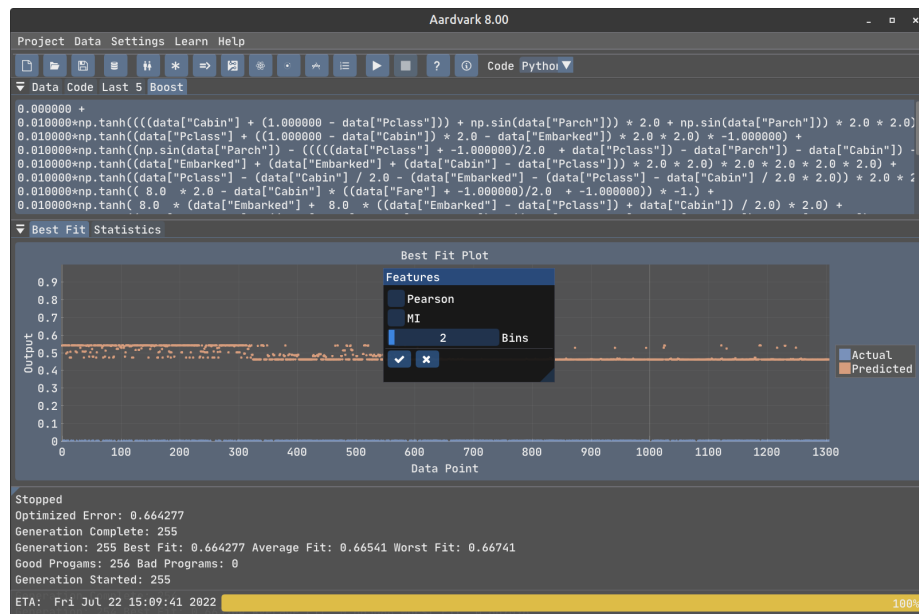 Aardvark 8.00
Project Data Settings Learn Help
Code Python
Data Code Last 5 Boost
0.000000 +
0.010000*np.tanh((((data["Cabin"] + (1.000000 - data["Pclass"])) + np.sin(data["Parch"])) * 2.0 + np.sin(data["Parch"])) * 2.0 * 2.0)
0.010000*np.tanh((data["Pclass"] + ((1.000000 - data["Cabin"]) * 2.0 - data["Embarked"]) * 2.0 * 2.0) * -1.000000) +
0.010000*np.tanh((np.sin(data["Parch"]) - (((((data["Pclass"] + -1.000000)/2.0 + data["Pclass"]) - data["Parch"]) - data["Cabin"]) -
0.010000*np.tanh((data["Embarked"] + (data["Embarked"] + (data["Cabin"] - data["Pclass"])) * 2.0 * 2.0) * 2.0 * 2.0 * 2.0 * 2.0) +
0.010000*np.tanh((data["Pclass"] - (data["Cabin"] / 2.0 - (data["Embarked"] - (data["Pclass"] - data["Cabin"] / 2.0 * 2.0)) * 2.0 * 2
0.010000*np.tanh(( 8.0 * 2.0 - data["Cabin"] * ((data["Fare"] + -1.000000)/2.0 + -1.000000)) * -1.) +
0.010000*np.tanh( 8.0 * (data["Embarked"] + 8.0 * ((data["Embarked"] - data["Pclass"]) + data["Cabin"]) / 2.0) * 2.0) +
Best Fit Statistics
Best Fit Plot
Features
Pearson
MI
2 Bins
0.9
0.8
0.7
0.6
0.5
0.4
0.3
0.2
0.1
0
Output
Actual
Predicted
0 100 200 300 400 500 600 700 800 900 1000 1100 1200 1300
Data Point
Stopped
Optimized Error: 0.664277
Generation Complete: 255
Generation: 255 Best Fit: 0.664277 Average Fit: 0.66541 Worst Fit: 0.66741
Good Progams: 256 Bad Programs: 0
Generation Started: 255
ETA: Fri Jul 22 15:09:41 2022
100%